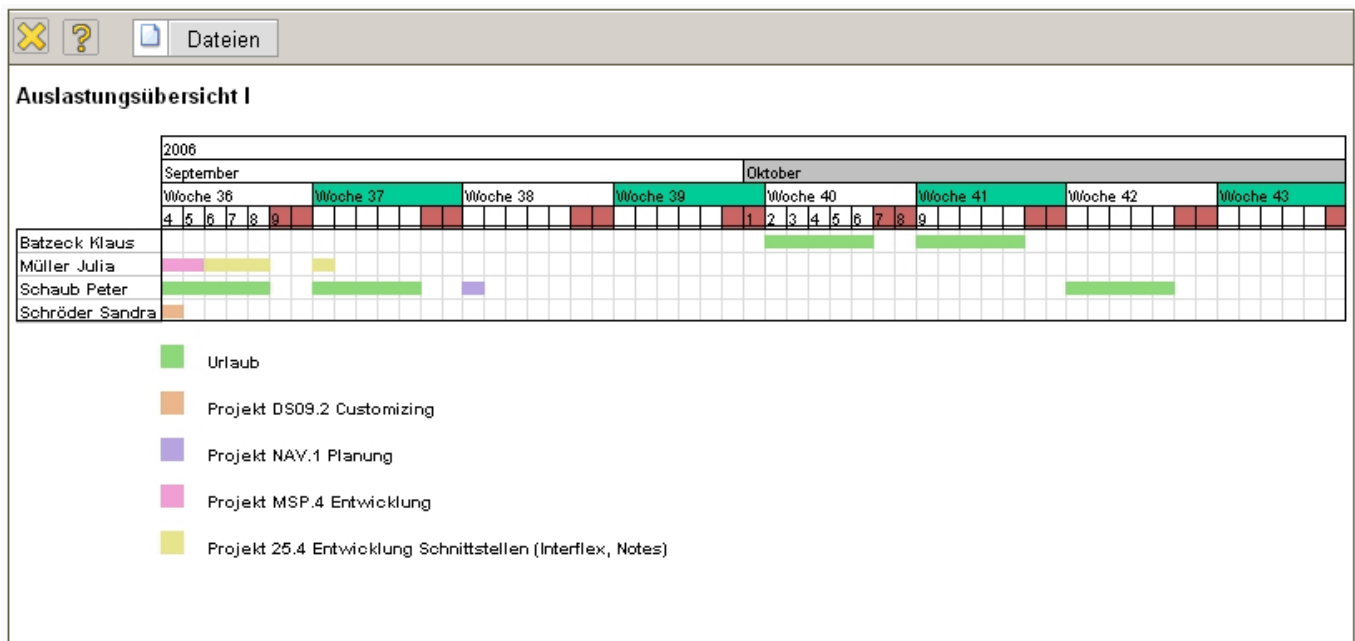 Dateien
Auslastungsübersicht I
2006
September Oktober
Woche 36 Woche 37 Woche 38 Woche 39 Woche 40 Woche 41 Woche 42 Woche 43
4 5 6 7 8 9 1 2 3 4 5 6 7 8 9
Batzeck Klaus
Müller Julia
Schaub Peter
Schröder Sandra
Urlaub
Projekt DS09.2 Customizing
Projekt NAV.1 Planung
Projekt MSP.4 Entwicklung
Projekt 25.4 Entwicklung Schnittstellen (Interflex, Notes)